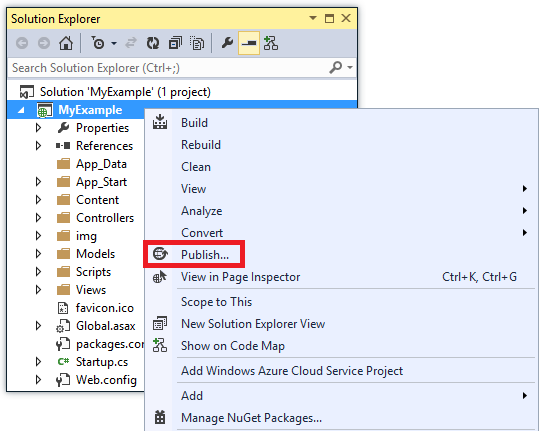 Solution Explorer
Search Solution Explorer (Ctrl+;)
Solution 'MyExample' (1 project)
MyExample
Properties
References
App_Data
App_Start
Content
Controllers
img
Models
Scripts
Views
favicon.ico
Global.asax
packages.con
Startup.cs
Web.config
Build
Rebuild
Clean
View
Analyze
Convert
Publish...
View in Page Inspector Ctrl+K, Ctrl+G
Scope to This
New Solution Explorer View
Show on Code Map
Add Windows Azure Cloud Service Project
Add
Manage NuGet Packages...